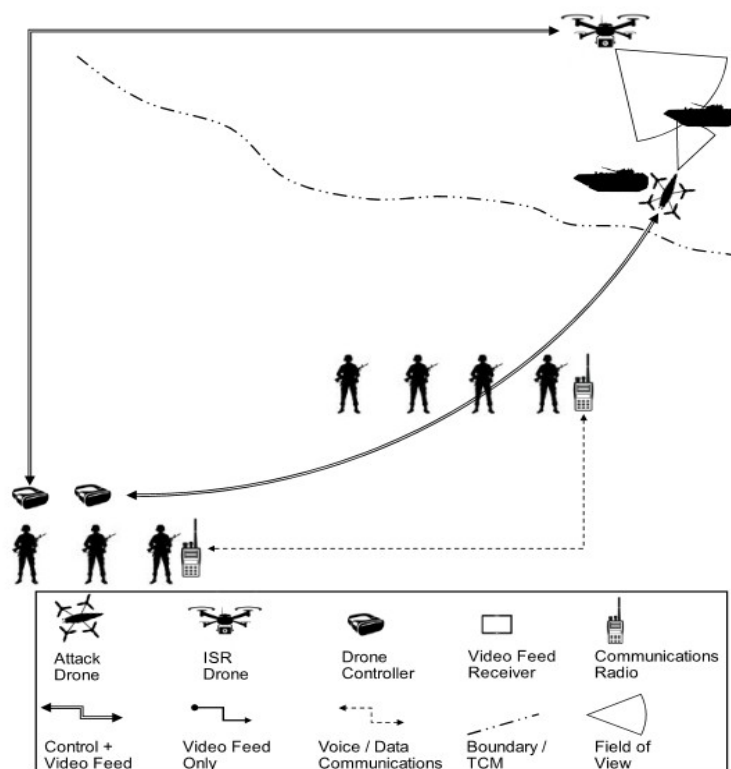 Attack
Drone
ISR
Drone
Drone
Controller
Video Feed
Receiver
Communications
Radio
Control +
Video Feed
Video Feed
Only
Voice / Data
Communications
Boundary /
TCM
Field of
View